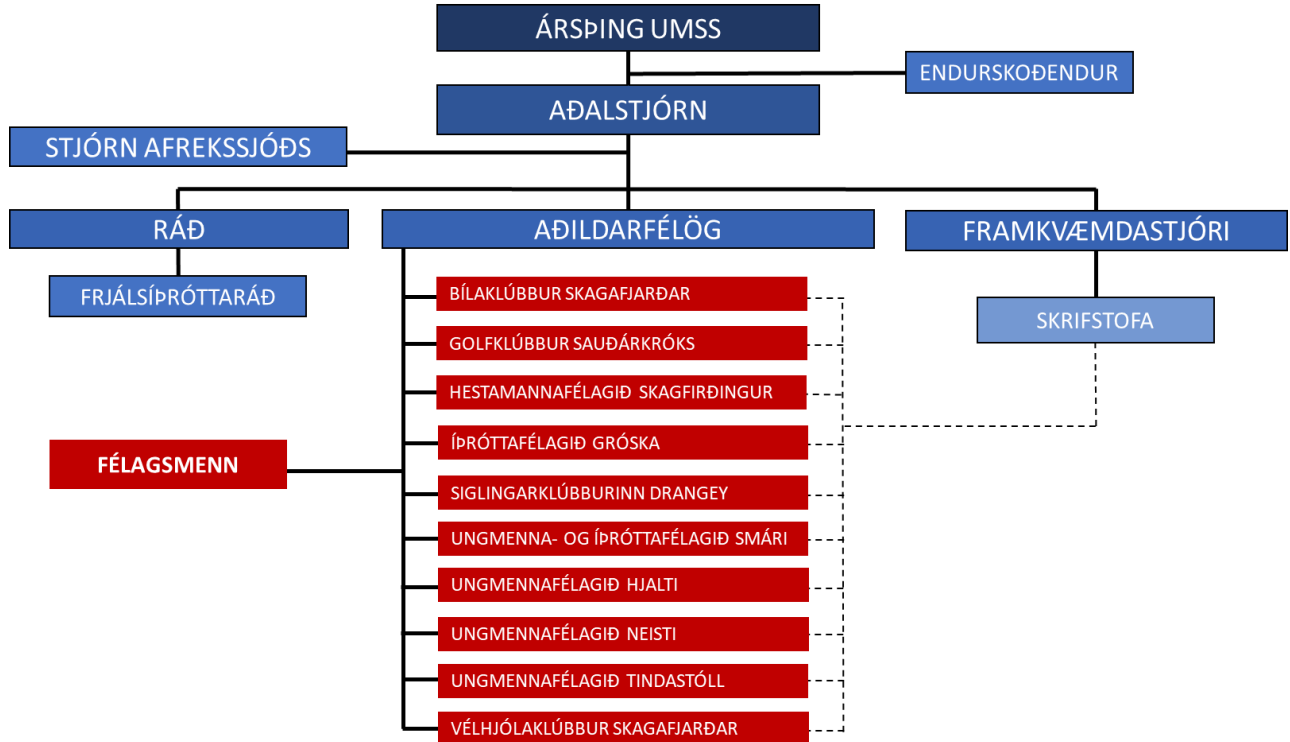 ÁRSÞING UMSS
ENDURSKOÐENDUR
AÐALSTJÓRN
STJÓRN AFREKSSJÓÐS
RÁÐ
AÐILDARFÉLÖG
FRAMKVÆMDASTJÓRI
FRJÁLSÍÞRÓTTARÁÐ
BÍLAKLÚBBUR SKAGAFJARÐAR
SKRIFSTOFA
GOLFKLÚBBUR SAUÐÁRKRÓKS
HESTAMANNAFÉLAGIÐ SKAGFIRÐINGUR
ÍÞRÓTTAFÉLAGIÐ GRÓSKA
FÉLAGSMENN
SIGLINGARKLÚBBURINN DRANGEY
UNGMENNA- OG ÍÞRÓTTAFÉLAGIÐ SMÁRI
UNGMENNAFÉLAGIÐ HJALTI
UNGMENNAFÉLAGIÐ NEISTI
UNGMENNAFÉLAGIÐ TINDASTÓLL
VÉLHJÓLAKLÚBBUR SKAGAFJARÐAR